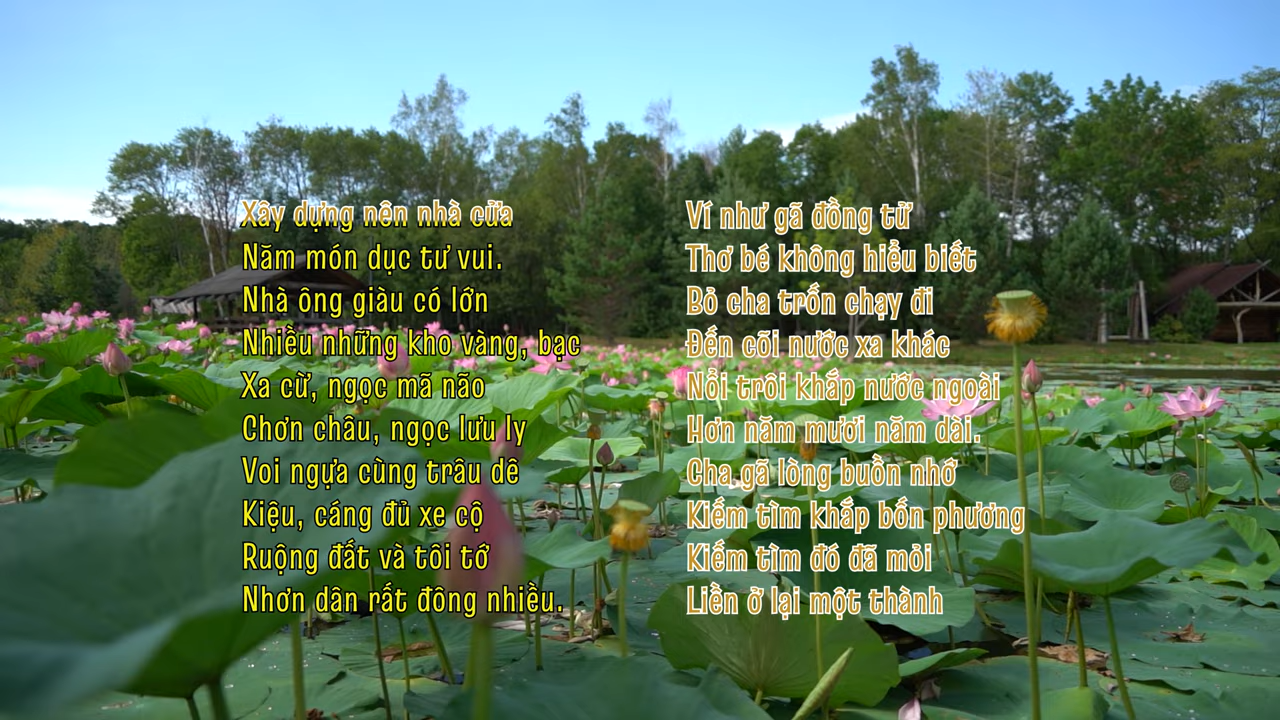 Xây dựng nên nhà cửa
Năm món dục tư vui.
Nhà ông giàu có lớn
Nhiều những kho vàng, bạc
Xa cừ, ngọc mã não
Chơn châu, ngọc lưu ly
Voi ngựa cùng trâu dê
Kiệu, cáng đủ xe cộ
Ruộng đất và tôi tớ
Nhơn dân rất đông nhiều.
Ví như gã đồng tử
Thơ bé không hiểu biết
Bỏ cha trốn chạy đi
Đến cõi nước xa khác
Nổi trôi khắp nước ngoài
Hơn năm mươi năm dài.
Cha gã lòng buồn nhớ
Kiếm tìm khắp bốn phương
Kiếm tìm đó đã mỏi
Liền ở lại một thành